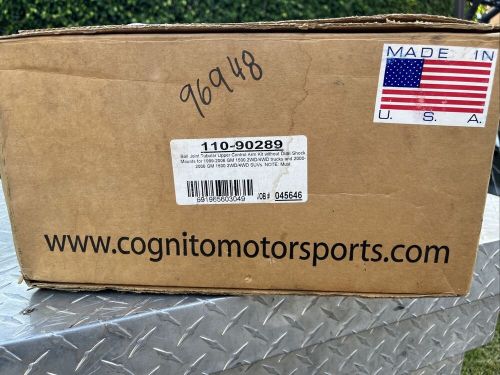 96948
MADE IN
U. S. A.
110-90289
Ball Joint Tubular Upper Control Arm Kit without Dual Shock
Mounts for 1999-2006 GM 1500 2WD/4WD trucks and 2000-
2006 GM 1500 2WD/4WD SUVs. NOTE: Must
691965603049
JOB # 045646
www.cognitomotorsports.com